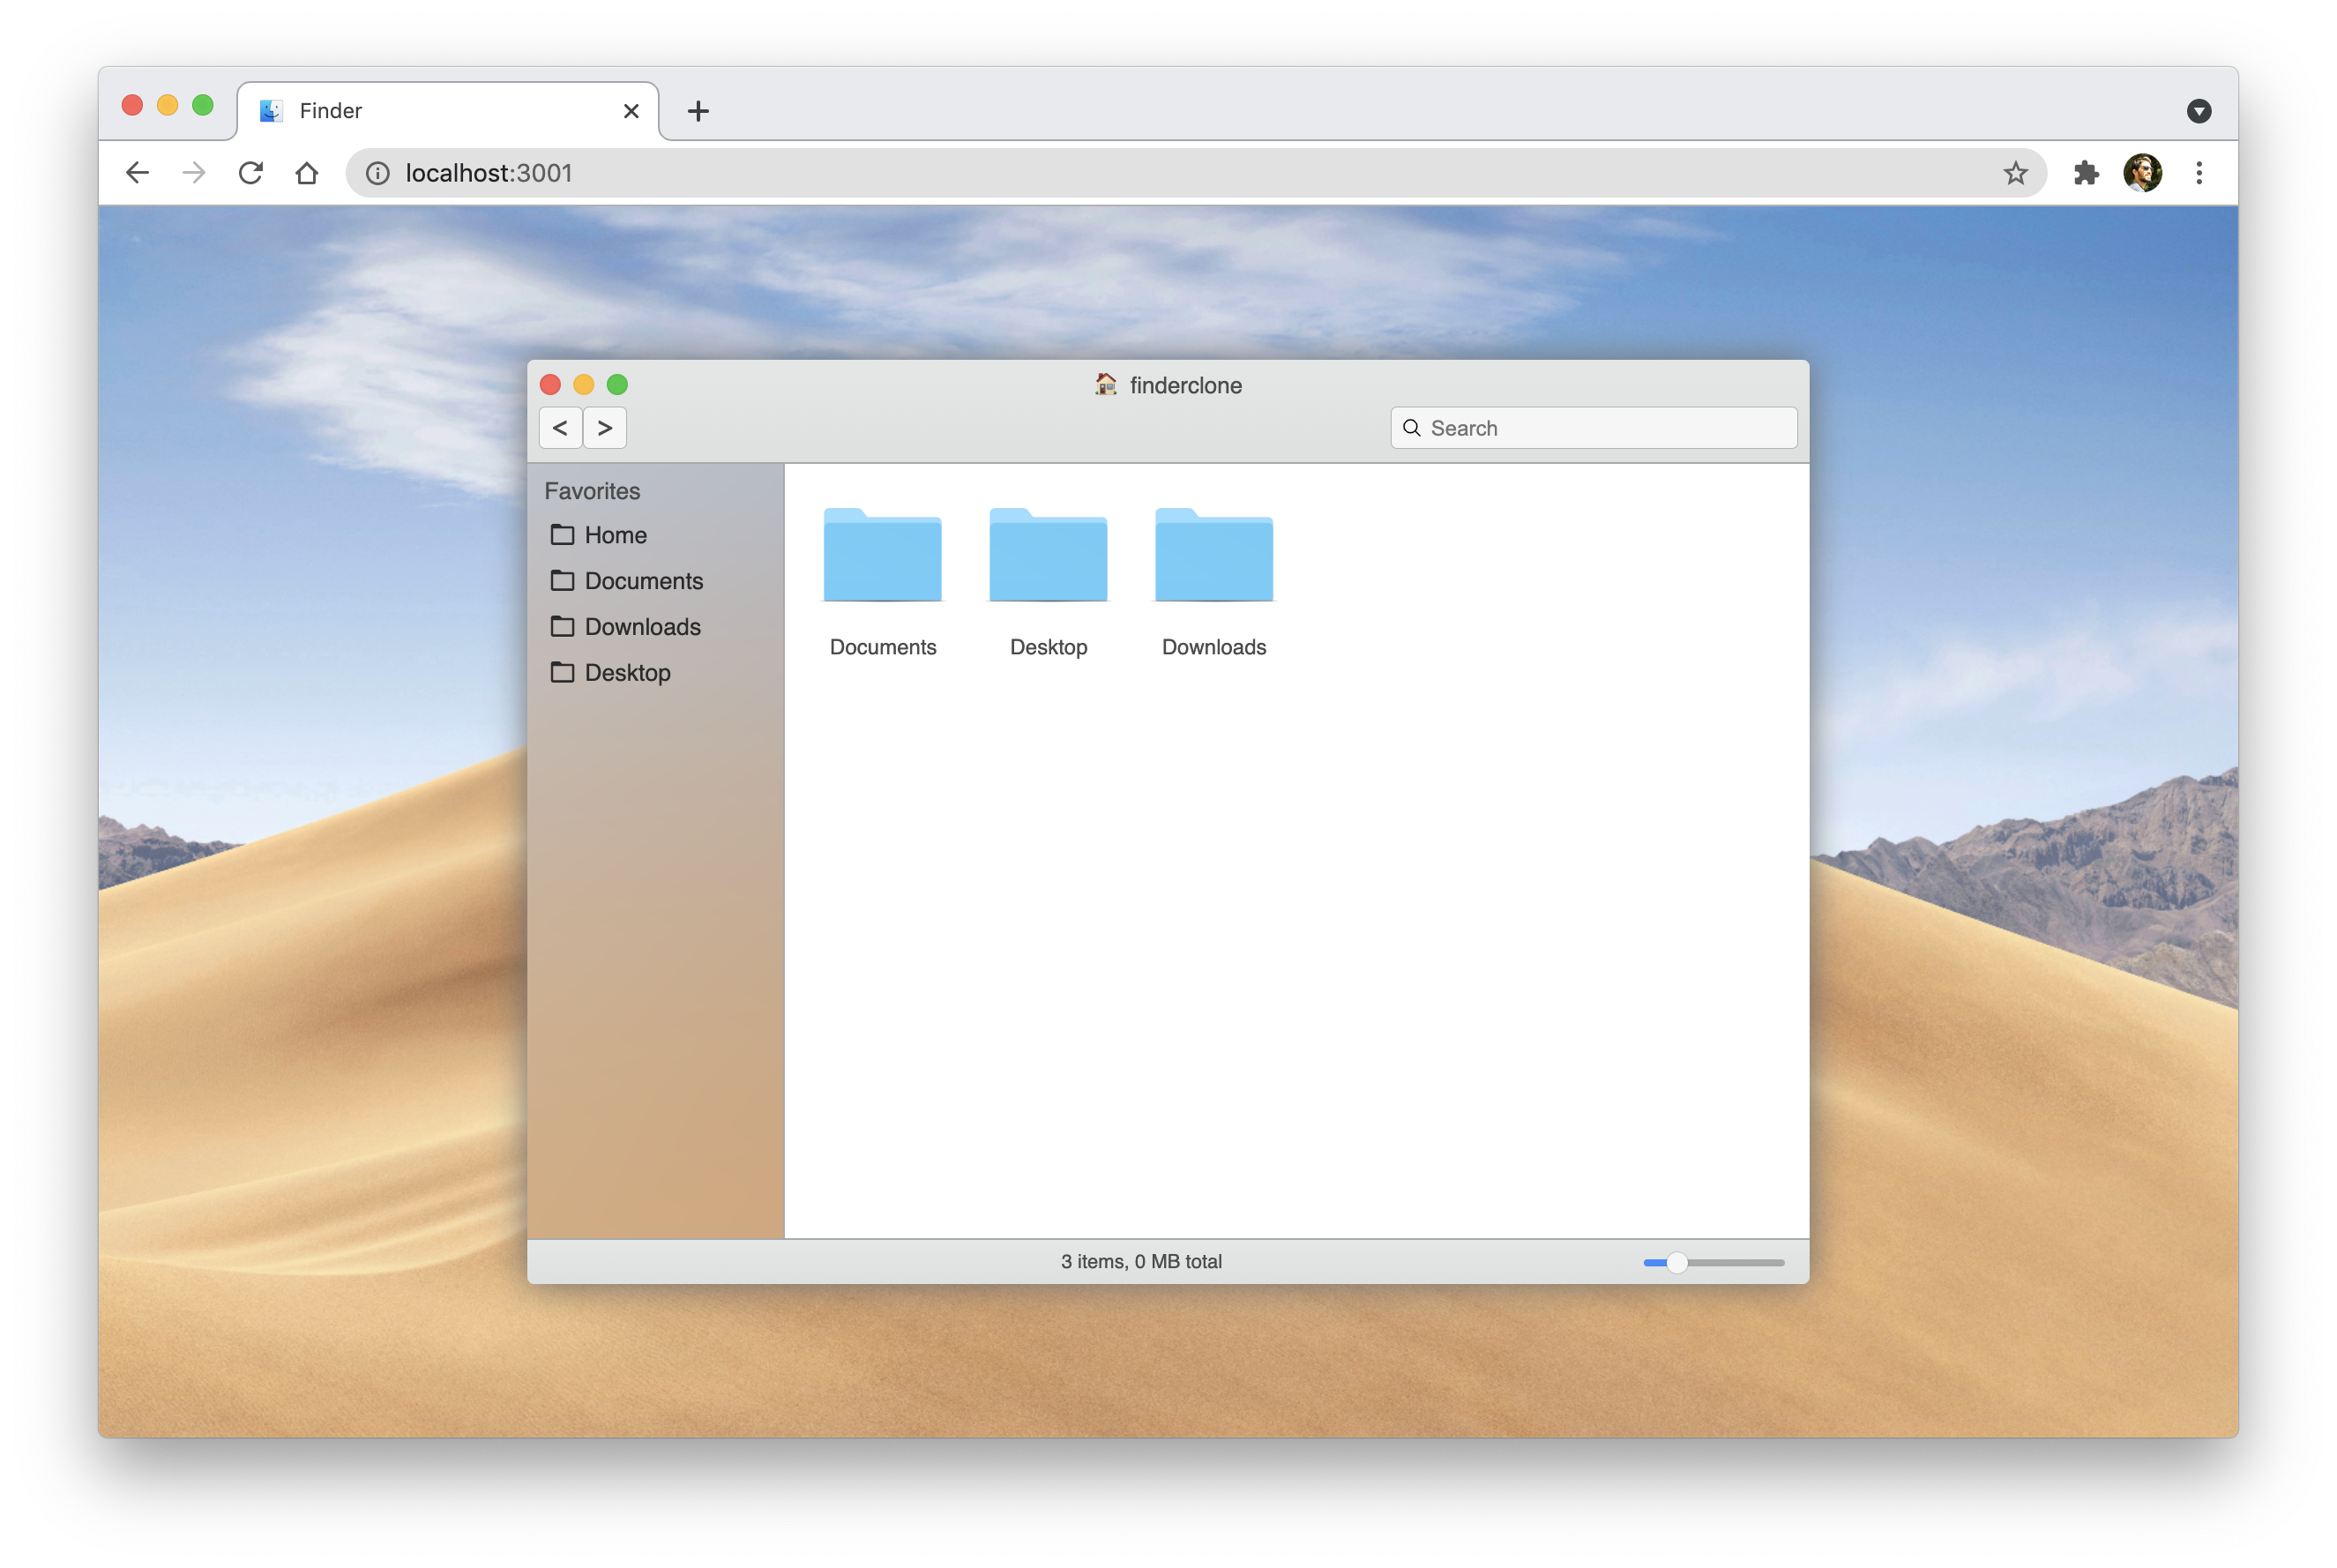 Finder
localhost:3001
finderclone
< >
Search
Favorites
Home
Documents
Downloads
Desktop
Documents Desktop Downloads
3 items, 0 MB total